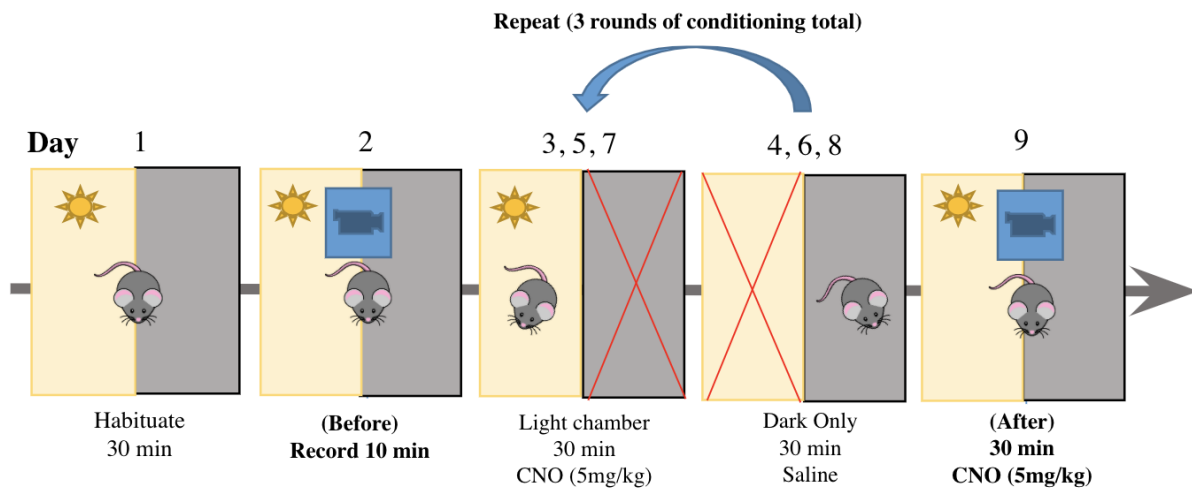 Repeat (3 rounds of conditioning total)
Day 1 2 3, 5, 7 4, 6, 8 9
Habituate
30 min
(Before)
Record 10 min
Light chamber
30 min
CNO (5mg/kg)
Dark Only
30 min
Saline
(After)
30 min
CNO (5mg/kg)